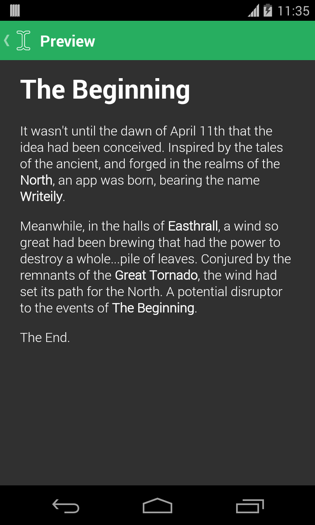 11:35
Preview
The Beginning
It wasn't until the dawn of April 11th that the
idea had been conceived. Inspired by the tales
of the ancient, and forged in the realms of the
North, an app was born, bearing the name
Writeily.
Meanwhile, in the halls of Easthrall, a wind so
great had been brewing that had the power to
destroy a whole...pile of leaves. Conjured by the
remnants of the Great Tornado, the wind had
set its path for the North. A potential disruptor
to the events of The Beginning.
The End.